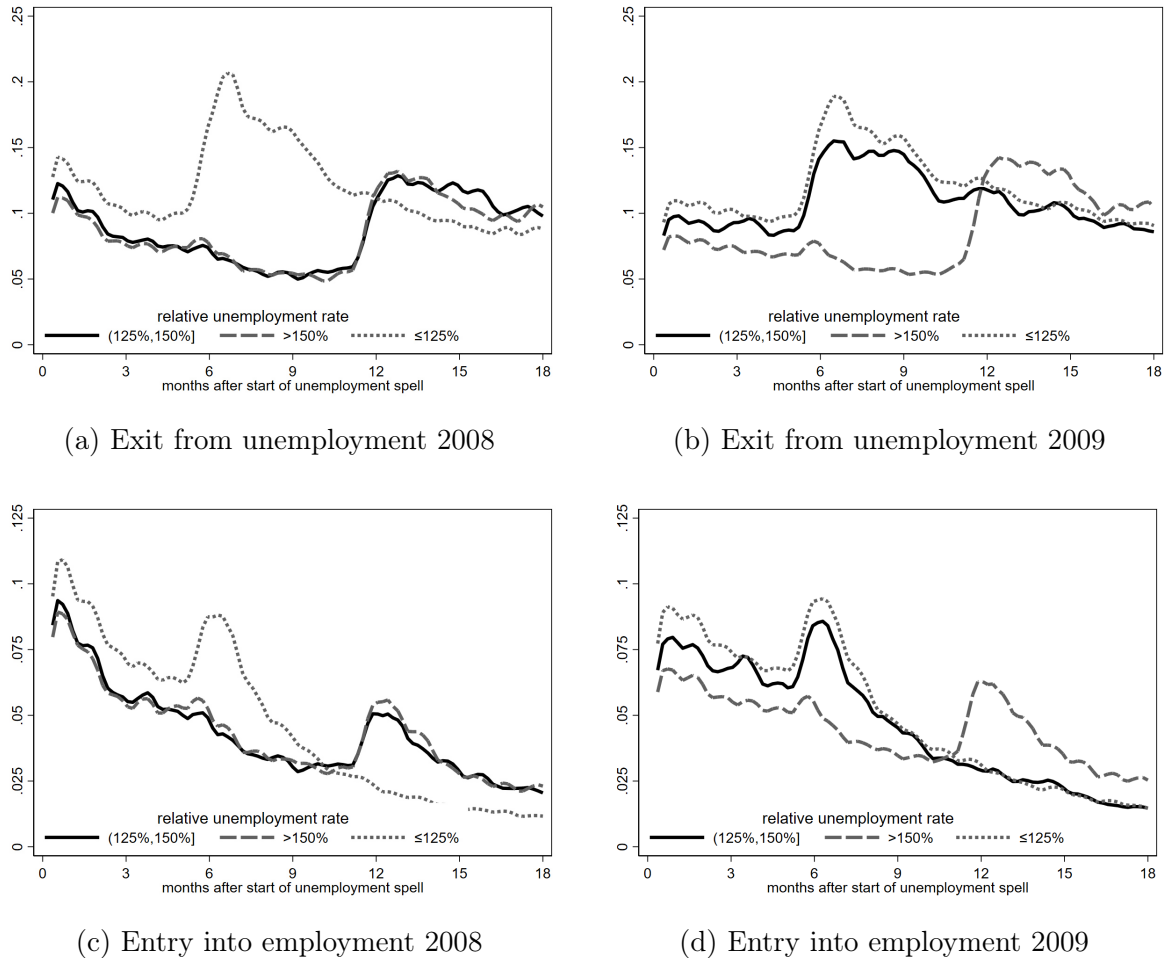 .25
.2
.15
.1
.05
0
relative unemployment rate
(125%,150%] >150% ≤125%
0 3 6 9 12 15 18
months after start of unemployment spell
(a) Exit from unemployment 2008
.25
.2
.15
.1
.05
0
relative unemployment rate
(125%,150%] >150% ≤125%
0 3 6 9 12 15 18
months after start of unemployment spell
(b) Exit from unemployment 2009
.125
.1
.075
.05
.025
0
relative unemployment rate
(125%,150%] >150% ≤125%
0 3 6 9 12 15 18
months after start of unemployment spell
(c) Entry into employment 2008
.125
.1
.075
.05
.025
0
relative unemployment rate
(125%,150%] >150% ≤125%
0 3 6 9 12 15 18
months after start of unemployment spell
(d) Entry into employment 2009